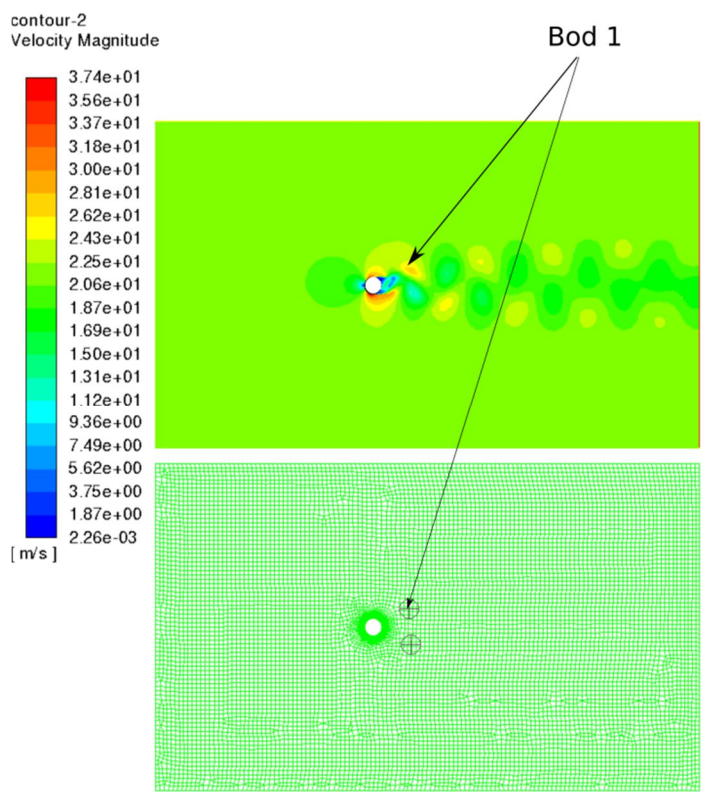 contour-2
Velocity Magnitude
Bod 1
3.74e+01
3.56e+01
3.37e+01
3.18e+01
3.00e+01
2.81e+01
2.62e+01
2.43e+01
2.25e+01
2.06e+01
1.87e+01
1.69e+01
1.50e+01
1.31e+01
1.12e+01
9.36e+00
7.49e+00
5.62e+00
3.75e+00
1.87e+00
2.26e-03
[ m/s ]